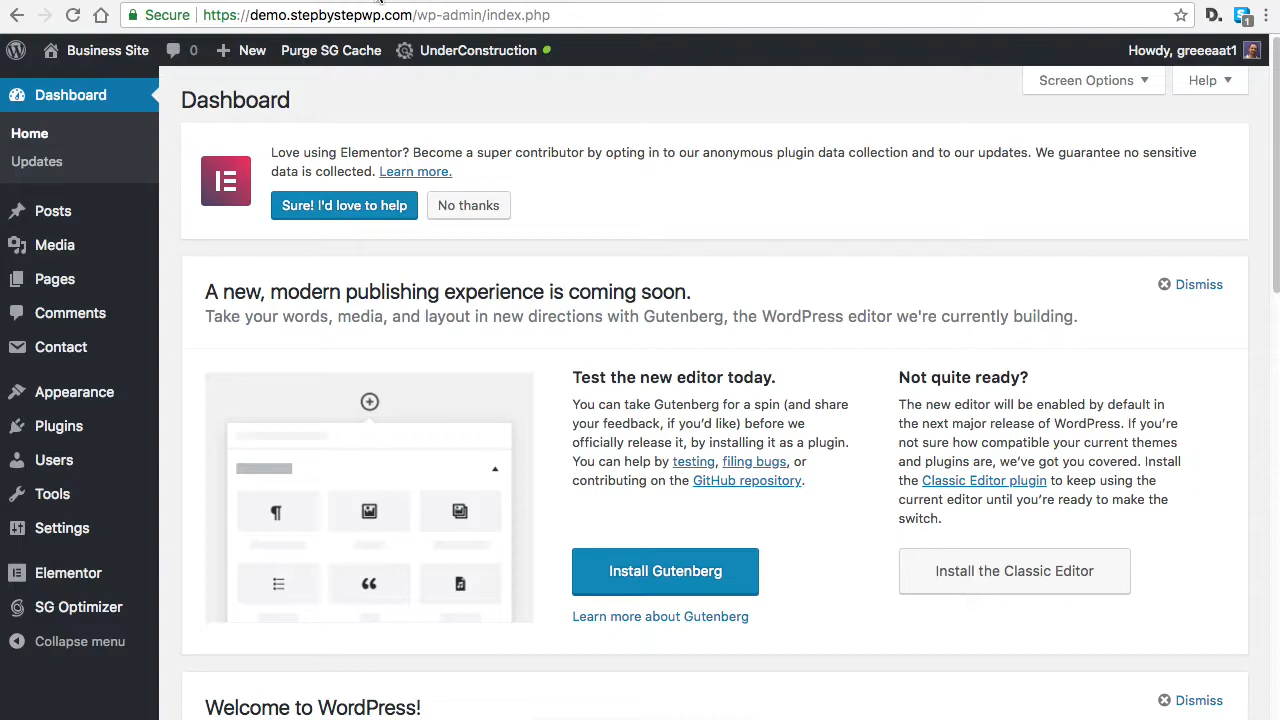 Secure https://demo.stepbystepwp.com/wp-admin/index.php
1
Business Site 0 New Purge SG Cache UnderConstruction Howdy, greeeaat1
Dashboard
Home
Updates
Posts
Media
Pages
Comments
Contact
Appearance
Plugins
Users
Tools
Settings
Elementor
SG Optimizer
Collapse menu
Screen Options Help
Dashboard
Love using Elementor? Become a super contributor by opting in to our anonymous plugin data collection and to our updates. We guarantee no sensitive
data is collected. Learn more.
Sure! I'd love to help No thanks
Dismiss
A new, modern publishing experience is coming soon.
Take your words, media, and layout in new directions with Gutenberg, the WordPress editor we're currently building.
Test the new editor today.
You can take Gutenberg for a spin (and share
your feedback, if you'd like) before we
officially release it, by installing it as a plugin.
You can help by testing, filing bugs, or
contributing on the GitHub repository.
Install Gutenberg
Learn more about Gutenberg
Not quite ready?
The new editor will be enabled by default in
the next major release of WordPress. If you're
not sure how compatible your current themes
and plugins are, we've got you covered. Install
the Classic Editor plugin to keep using the
current editor until you're ready to make the
switch.
Install the Classic Editor
Welcome to WordPress!
Dismiss